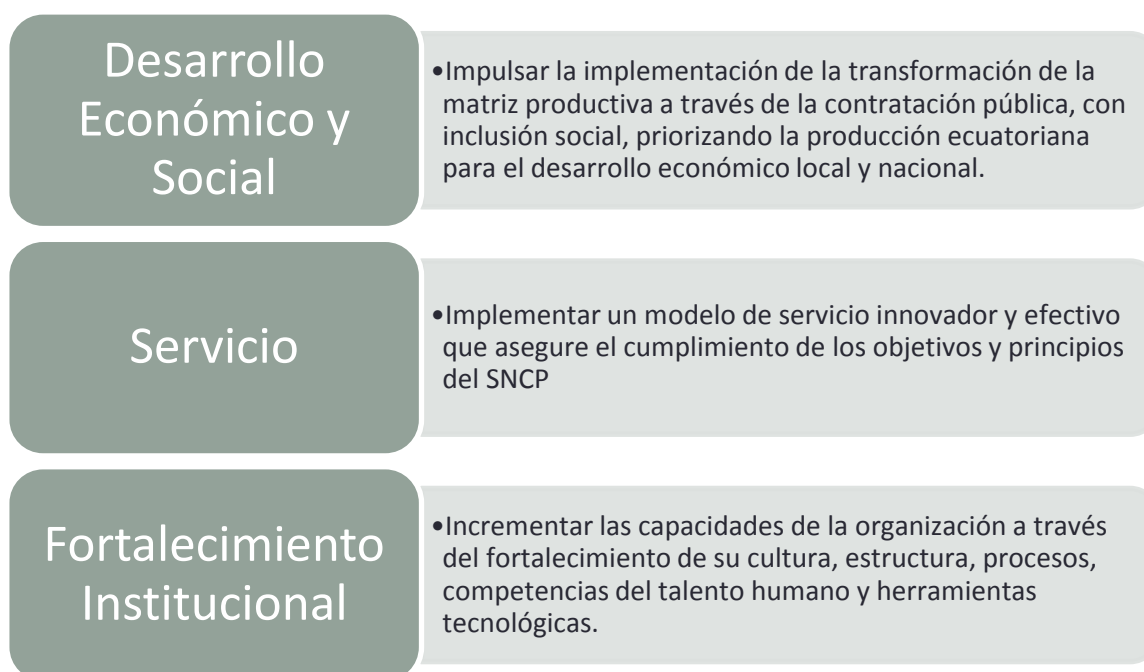 Desarrollo
Económico y
Social
•Impulsar la implementación de la transformación de la
matriz productiva a través de la contratación pública, con
inclusión social, priorizando la producción ecuatoriana
para el desarrollo económico local y nacional.
Servicio
•Implementar un modelo de servicio innovador y efectivo
que asegure el cumplimiento de los objetivos y principios
del SNCP
Fortalecimiento
Institucional
•Incrementar las capacidades de la organización a través
del fortalecimiento de su cultura, estructura, procesos,
competencias del talento humano y herramientas
tecnológicas.